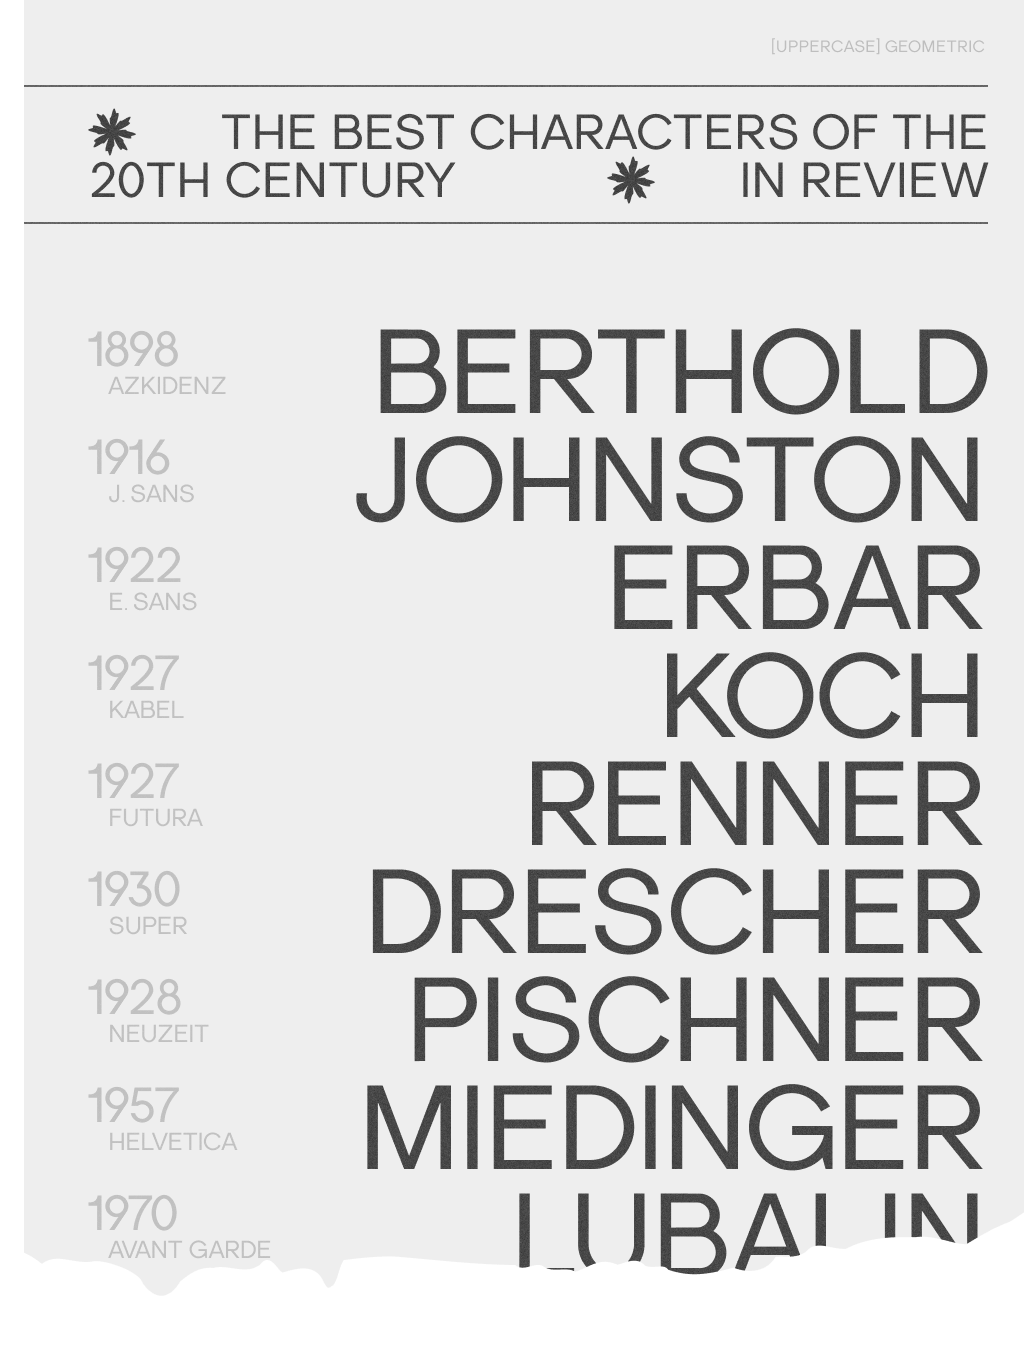 [UPPERCASE] GEOMETRIC
THE BEST CHARACTERS OF THE
20TH CENTURY IN REVIEW
1898 BERTHOLD
AZKIDENZ
1916 JOHNSTON
J. SANS
1922 ERBAR
E. SANS
1927 KOCH
KABEL
1927 RENNER
FUTURA
1930 DRESCHER
SUPER
1928 PISCHNER
NEUZEIT
1957 MIEDINGER
HELVETICA
1970 LUBALIN
AVANT GARDE